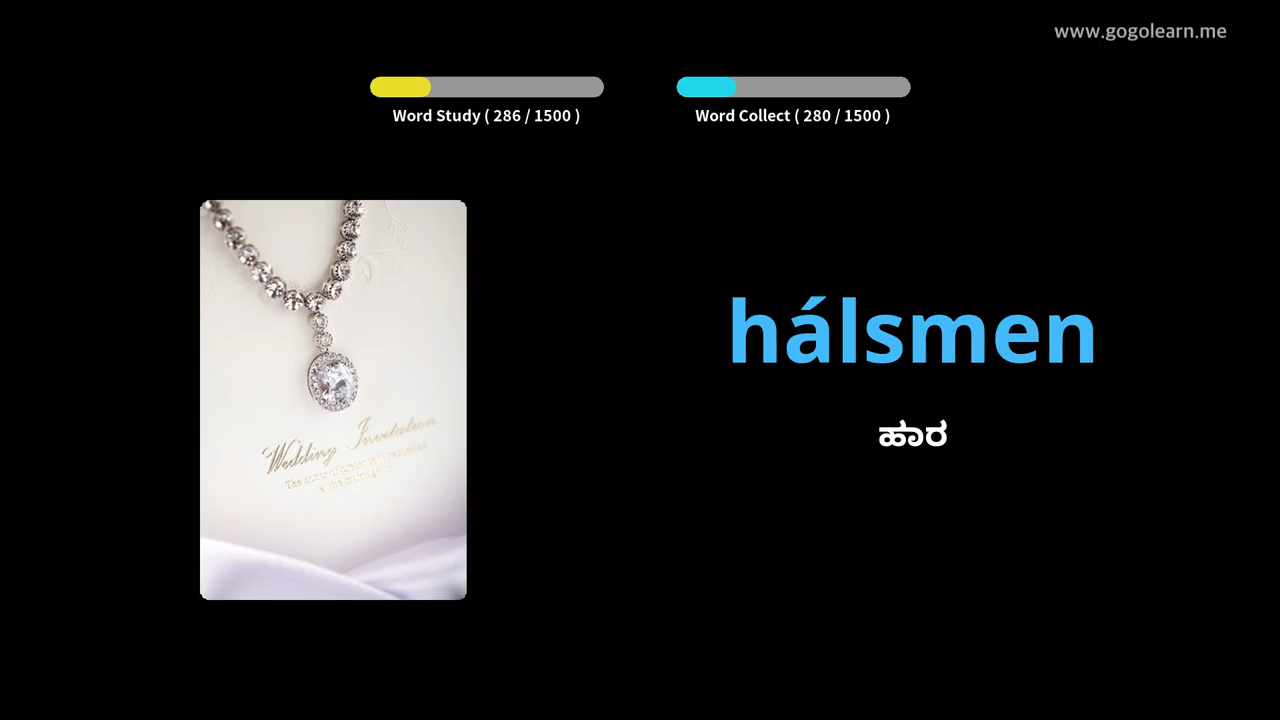 www.gogolearn.me
Word Study ( 286 / 1500 )
Word Collect ( 280 / 1500 )
hálsmen
ಹಾರ
Wedding Invitation